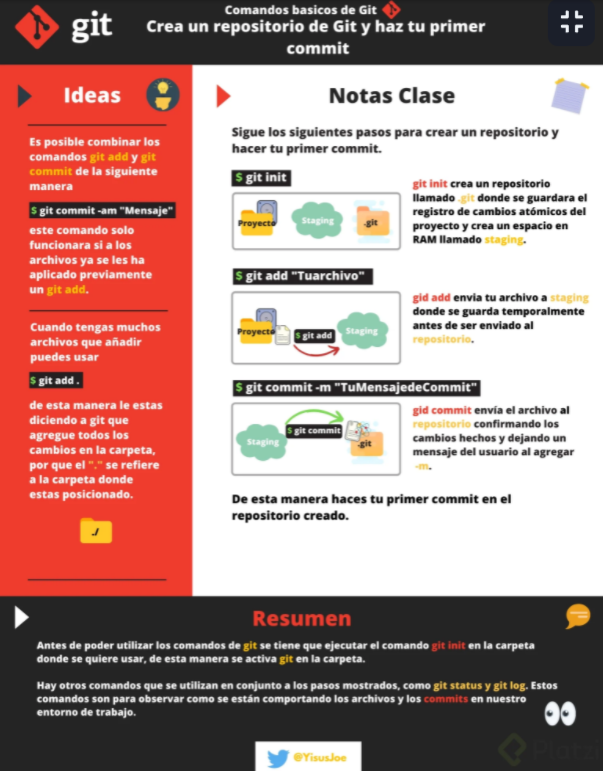 git
Comandos basicos de Git
Crea un repositorio de Git y haz tu primer
commit
Ideas
Es posible combinar los
comandos git add y git
commit de la siguiente
manera
$ git commit -am "Mensaje"
este comando solo
funcionara si a los
archivos ya se les ha
aplicado previamente
un git add.
Cuando tengas muchos
archivos que añadir
puedes usar
$ git add .
de esta manera le estas
diciendo a git que
agregue todos los
cambios en la carpeta,
por que el "." se refiere
a la carpeta donde
estas posicionado.
./
Notas Clase
Sigue los siguientes pasos para crear un repositorio y
hacer tu primer commit.
$ git init
Proyecto
Staging
.git
git init crea un repositorio
llamado .git donde se guardara el
registro de cambios atómicos del
proyecto y crea un espacio en
RAM llamado staging.
$ git add "Tuarchivo"
Proyecto
$ git add
Staging
gid add envia tu archivo a staging
donde se guarda temporalmente
antes de ser enviado al
repositorio.
$ git commit -m "TuMensajedeCommit"
Staging
$ git commit
.git
gid commit envía el archivo al
repositorio confirmando los
cambios hechos y dejando un
mensaje del usuario al agregar
-m.
De esta manera haces tu primer commit en el
repositorio creado.
Resumen
Antes de poder utilizar los comandos de git se tiene que ejecutar el comando git init en la carpeta
donde se quiere usar, de esta manera se activa git en la carpeta.
Hay otros comandos que se utilizan en conjunto a los pasos mostrados, como git status y git log. Estos
comandos son para observar como se están comportando los archivos y los commits en nuestro
entorno de trabajo.
@YisusJoe
Platzi